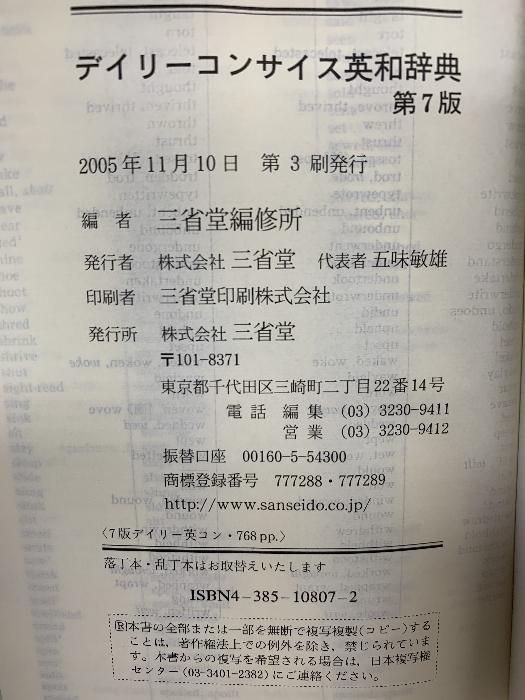 デイリーコンサイス英和辞典
第7版
2005年11月10日 第3刷発行
編者 三省堂編修所
発行者 株式会社 三省堂 代表者 五味敏雄
印刷者 三省堂印刷株式会社
発行所 株式会社 三省堂
〒101-8371
東京都千代田区三崎町二丁目22番14号
電話 編集 (03) 3230-9411
営業 (03) 3230-9412
振替口座 00160-5-54300
商標登録番号 777288・777289
http://www.sanseido.co.jp/
〈7版デイリー英コン・768pp.〉
落丁本・乱丁本はお取替えいたします
ISBN4-385-10807-2
Ⓡ本書の全部または一部を無断で複写複製(コピー)する
ことは、著作権法上での例外を除き、禁じられていま
す。本書からの複写を希望される場合は、日本複写権
センター(03-3401-2382)にご連絡ください。